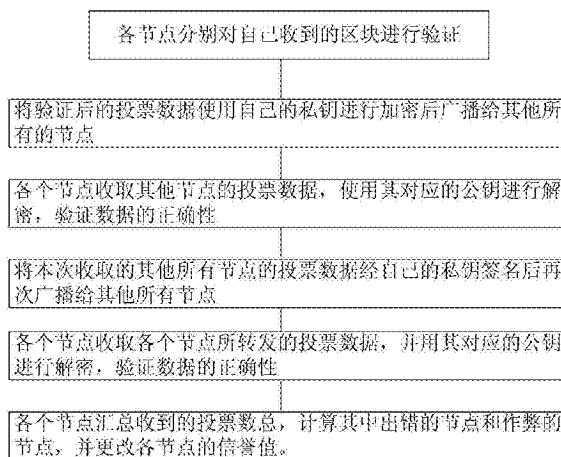 各节点分别对自己收到的区块进行验证
将验证后的投票数据使用自己的私钥进行加密后广播给其他所
有的节点
各个节点收取其他节点的投票数据，使用其对应的公钥进行解
密，验证数据的正确性
将本次收取的其他所有节点的投票数据经自己的私钥签名后再
次广播给其他所有节点
各个节点收取各个节点所转发的投票数据，并用其对应的公钥
进行解密，验证数据的正确性
各个节点汇总收到的投票数总，计算其中出错的节点和作弊的
节点，并更改各节点的信誉值。